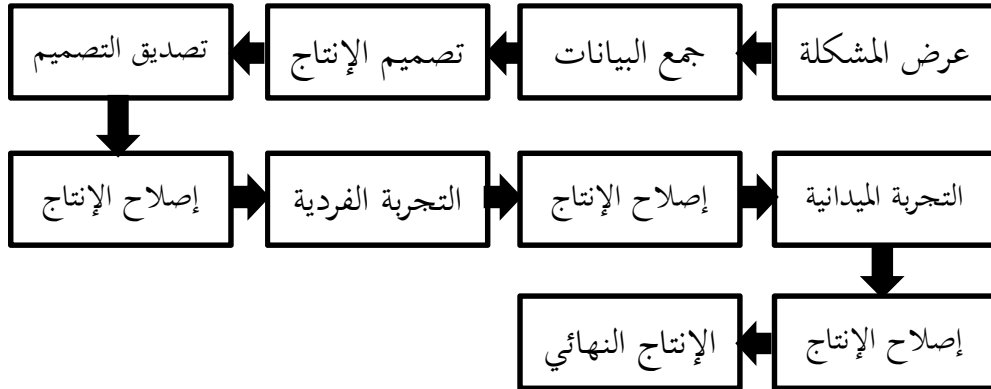 عرض المشكلة
جمع البيانات
تصميم الإنتاج
تصديق التصميم
إصلاح الإنتاج
التجربة الفردية
إصلاح الإنتاج
التجربة الميدانية
إصلاح الإنتاج
الإنتاج النهائي